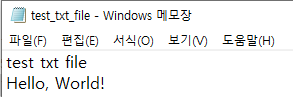 test_txt_file - Windows 메모장
파일(F) 편집(E) 서식(O) 보기(V) 도움말(H)
test txt file
Hello, World!